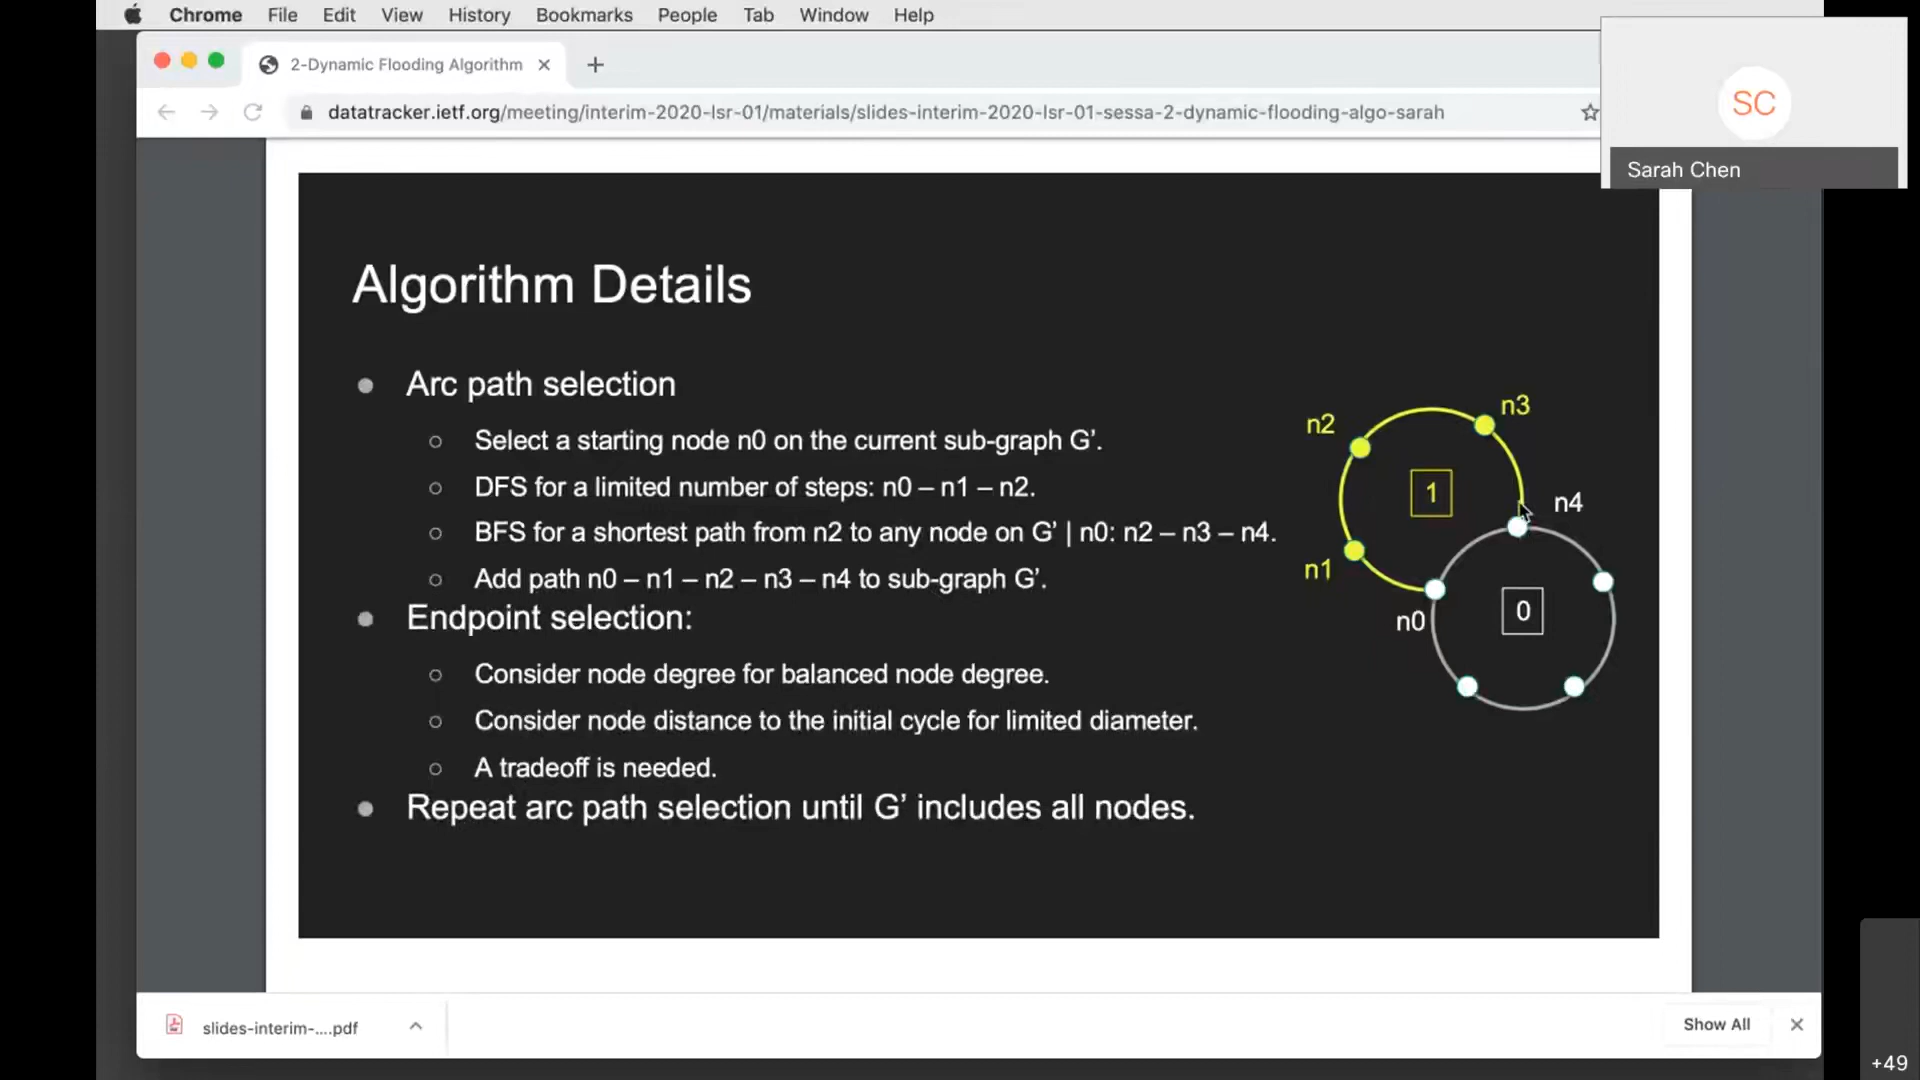 Chrome File Edit View History Bookmarks People Tab Window Help
2-Dynamic Flooding Algorithm
datatracker.ietf.org/meeting/interim-2020-lsr-01/materials/slides-interim-2020-lsr-01-sessa-2-dynamic-flooding-algo-sarah
SC
Sarah Chen
Algorithm Details
Arc path selection
Select a starting node n0 on the current sub-graph G’.
DFS for a limited number of steps: n0 – n1 – n2.
BFS for a shortest path from n2 to any node on G’ | n0: n2 – n3 – n4.
Add path n0 – n1 – n2 – n3 – n4 to sub-graph G’.
Endpoint selection:
Consider node degree for balanced node degree.
Consider node distance to the initial cycle for limited diameter.
A tradeoff is needed.
Repeat arc path selection until G’ includes all nodes.
n3
n2
1
n4
n1
0
n0
slides-interim-....pdf
Show All
+49